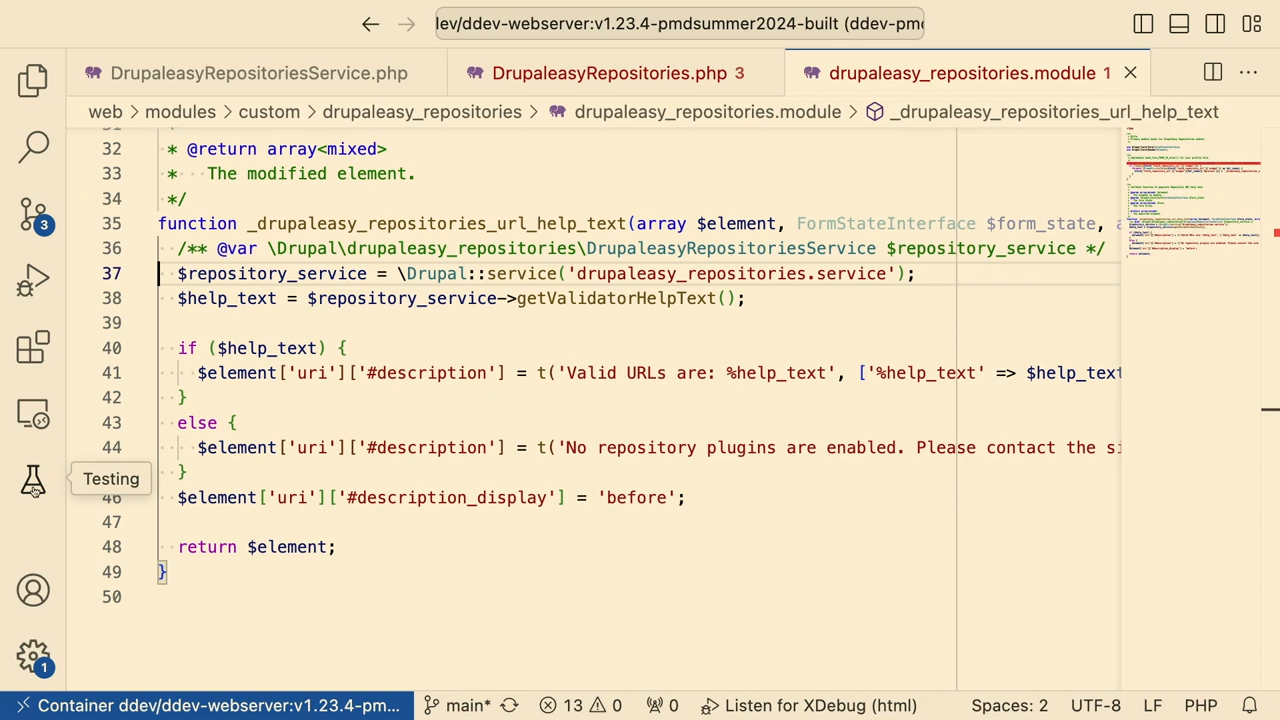 lev/ddev-webserver:v1.23.4-pmdsummer2024-built (ddev-pm
DrupaleasyRepositoriesService.php
DrupaleasyRepositories.php 3
drupaleasy_repositories.module 1
web > modules > custom > drupaleasy_repositories > drupaleasy_repositories.module > _drupaleasy_repositories_url_help_text
31 *
32 * @return array<mixed>
33 *   The modified element.
34 */
35 function _drupaleasy_repositories_url_help_text(array $element, FormStateInterface $form_state,
36 /** @var \Drupal\drupaleasy_repositories\DrupaleasyRepositoriesService $repository_service */
37 $repository_service = \Drupal::service('drupaleasy_repositories.service');
38 $help_text = $repository_service->getValidatorHelpText();
39
40 if ($help_text) {
41 $element['uri']['#description'] = t('Valid URLs are: %help_text', ['%help_text' => $help_text
42 }
43 else {
44 $element['uri']['#description'] = t('No repository plugins are enabled. Please contact the si
}
46 $element['uri']['#description_display'] = 'before';
47
48 return $element;
49 }
50
3
Testing
1
Container ddev/ddev-webserver:v1.23.4-pm... main* 13 0 0 Listen for XDebug (html) Spaces: 2 UTF-8 LF PHP